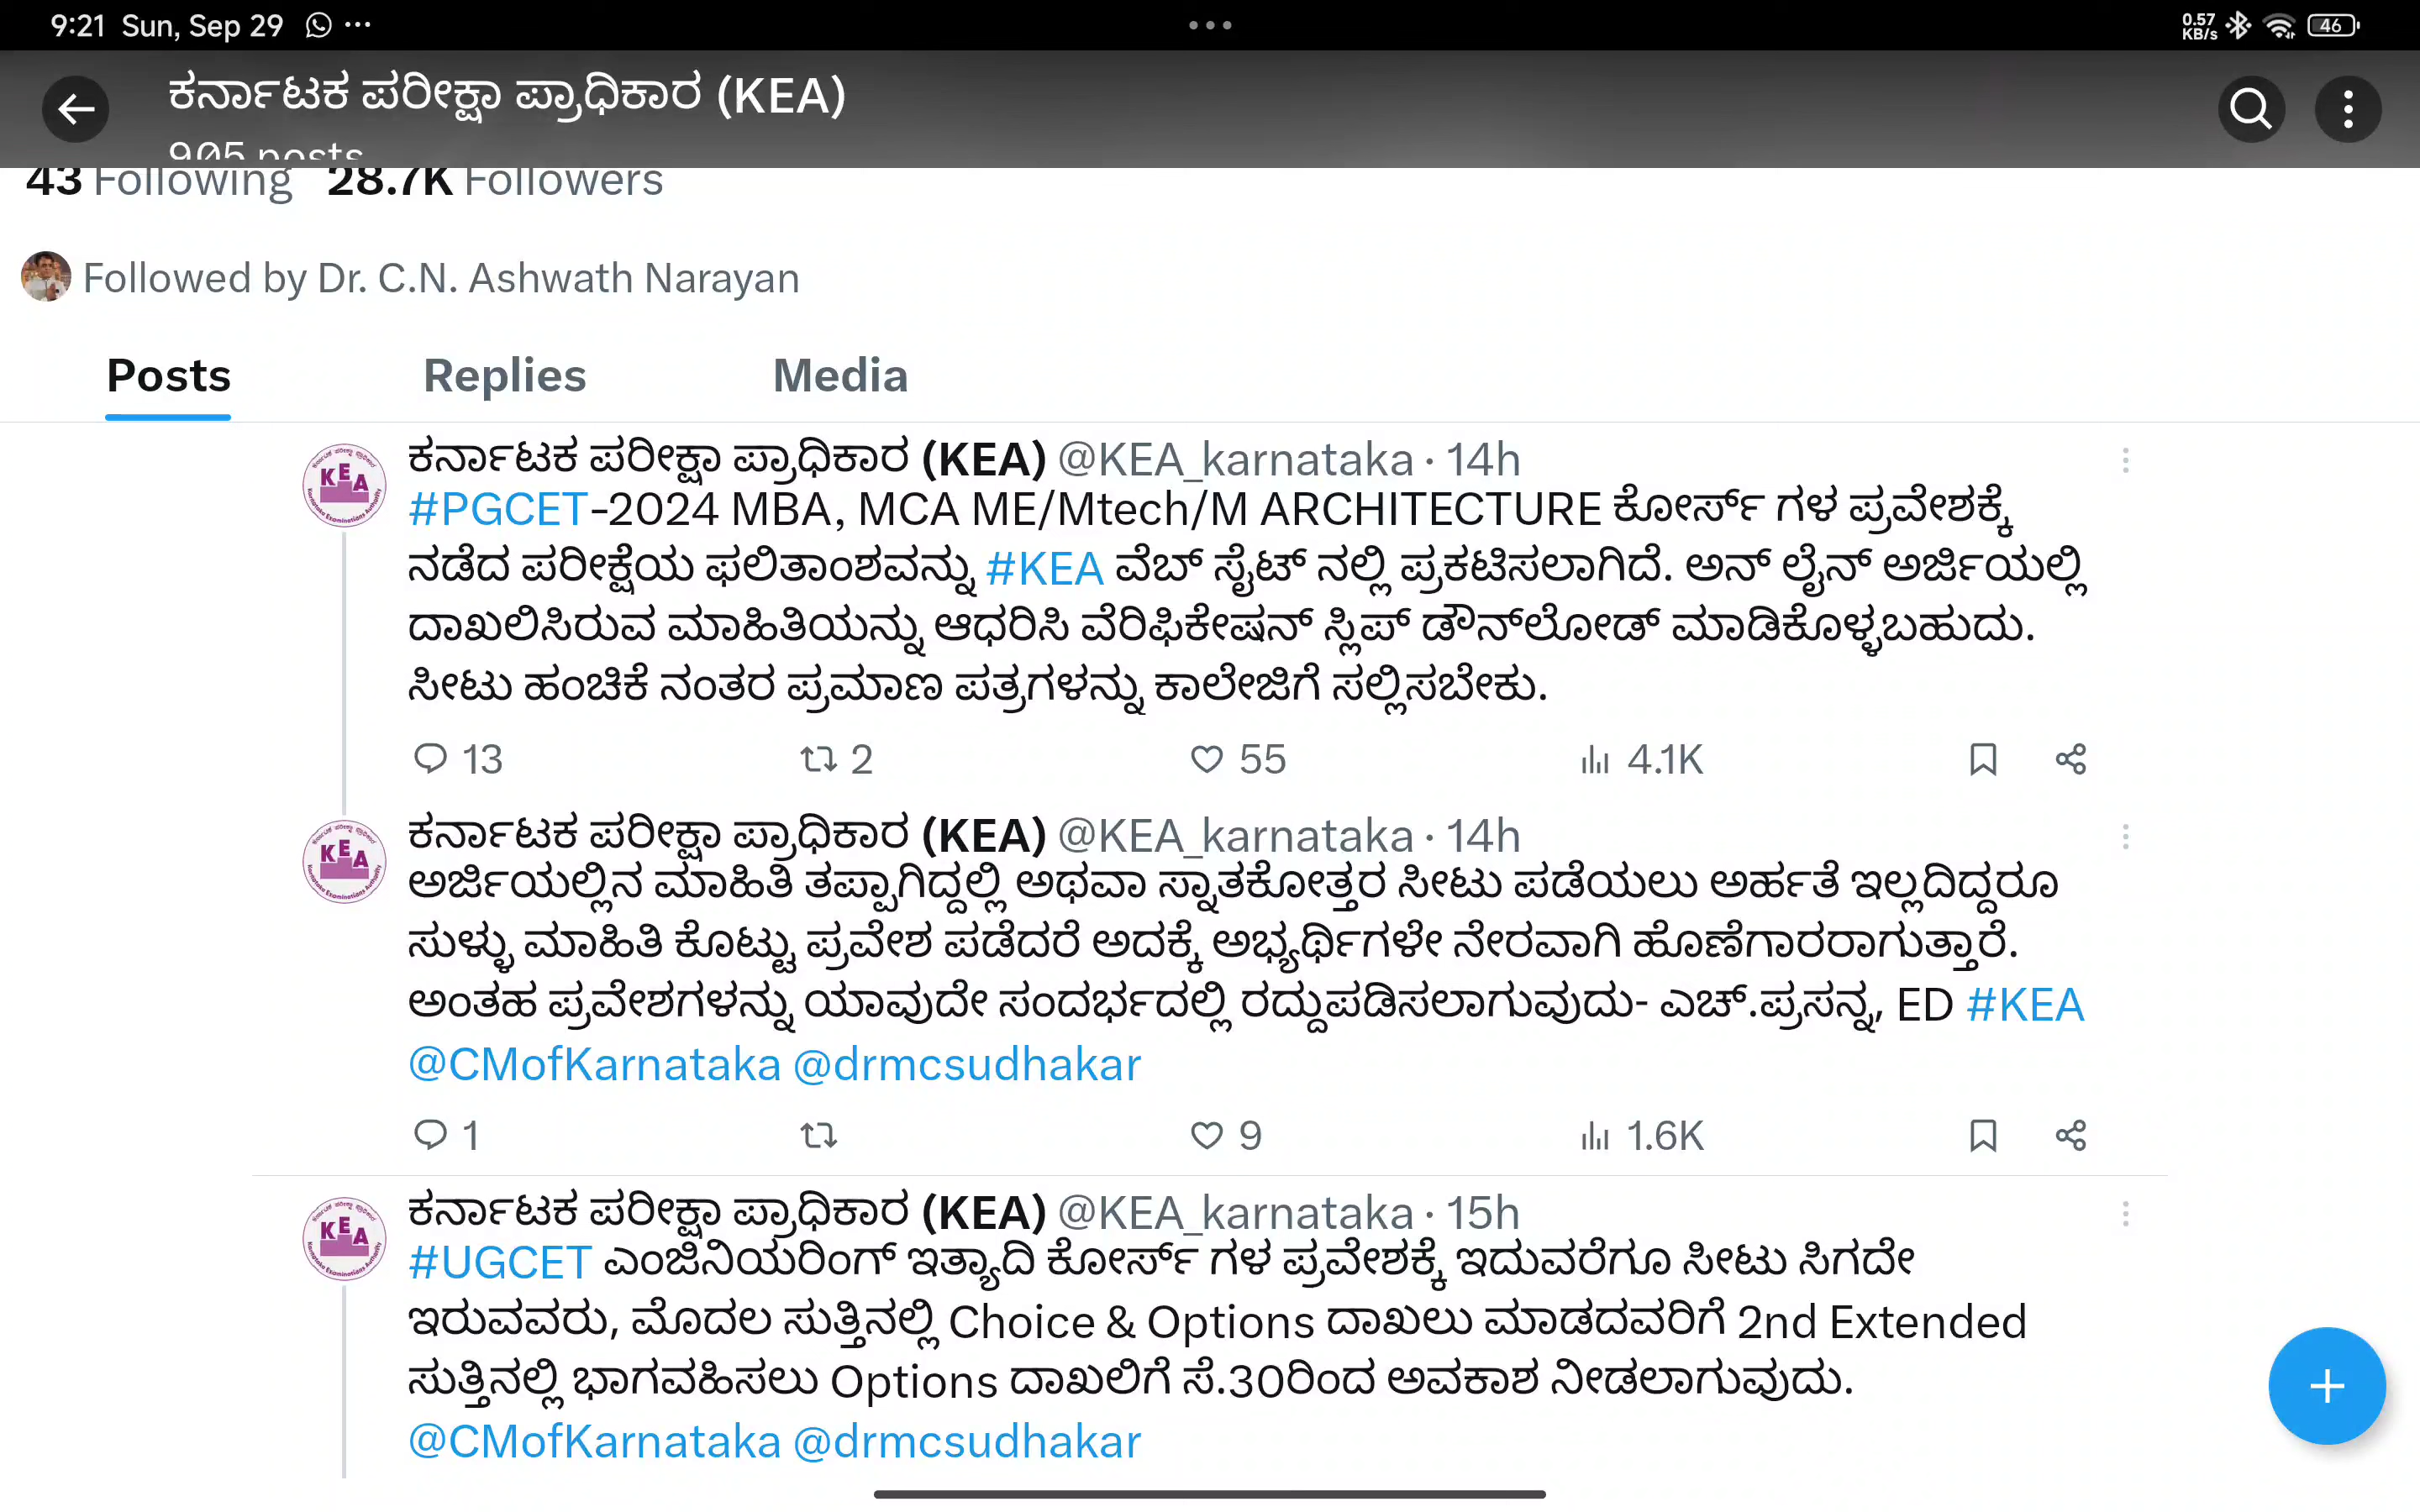 9:21 Sun, Sep 29
0.57 KB/s 46
ಕರ್ನಾಟಕ ಪರೀಕ್ಷಾ ಪ್ರಾಧಿಕಾರ (KEA)
905 posts
43 Following 28.7K Followers
Followed by Dr. C.N. Ashwath Narayan
Posts Replies Media
ಕರ್ನಾಟಕ ಪರೀಕ್ಷಾ ಪ್ರಾಧಿಕಾರ (KEA) @KEA_karnataka · 14h
#PGCET-2024 MBA, MCA ME/Mtech/M ARCHITECTURE ಕೋರ್ಸ್ ಗಳ ಪ್ರವೇಶಕ್ಕೆ
ನಡೆದ ಪರೀಕ್ಷೆಯ ಫಲಿತಾಂಶವನ್ನು #KEA ವೆಬ್ ಸೈಟ್ ನಲ್ಲಿ ಪ್ರಕಟಿಸಲಾಗಿದೆ. ಅನ್ ಲೈನ್ ಅರ್ಜಿಯಲ್ಲಿ
ದಾಖಲಿಸಿರುವ ಮಾಹಿತಿಯನ್ನು ಆಧರಿಸಿ ವೆರಿಫಿಕೇಷನ್ ಸ್ಲಿಪ್ ಡೌನ್‌ಲೋಡ್ ಮಾಡಿಕೊಳ್ಳಬಹುದು.
ಸೀಟು ಹಂಚಿಕೆ ನಂತರ ಪ್ರಮಾಣ ಪತ್ರಗಳನ್ನು ಕಾಲೇಜಿಗೆ ಸಲ್ಲಿಸಬೇಕು.
13 2 55 4.1K
ಕರ್ನಾಟಕ ಪರೀಕ್ಷಾ ಪ್ರಾಧಿಕಾರ (KEA) @KEA_karnataka · 14h
ಅರ್ಜಿಯಲ್ಲಿನ ಮಾಹಿತಿ ತಪ್ಪಾಗಿದ್ದಲ್ಲಿ ಅಥವಾ ಸ್ನಾತಕೋತ್ತರ ಸೀಟು ಪಡೆಯಲು ಅರ್ಹತೆ ಇಲ್ಲದಿದ್ದರೂ
ಸುಳ್ಳು ಮಾಹಿತಿ ಕೊಟ್ಟು ಪ್ರವೇಶ ಪಡೆದರೆ ಅದಕ್ಕೆ ಅಭ್ಯರ್ಥಿಗಳೇ ನೇರವಾಗಿ ಹೊಣೆಗಾರರಾಗುತ್ತಾರೆ.
ಅಂತಹ ಪ್ರವೇಶಗಳನ್ನು ಯಾವುದೇ ಸಂದರ್ಭದಲ್ಲಿ ರದ್ದುಪಡಿಸಲಾಗುವುದು- ಎಚ್.ಪ್ರಸನ್ನ, ED #KEA
@CMofKarnataka @drmcsudhakar
1 9 1.6K
ಕರ್ನಾಟಕ ಪರೀಕ್ಷಾ ಪ್ರಾಧಿಕಾರ (KEA) @KEA_karnataka · 15h
#UGCET ಎಂಜಿನಿಯರಿಂಗ್ ಇತ್ಯಾದಿ ಕೋರ್ಸ್ ಗಳ ಪ್ರವೇಶಕ್ಕೆ ಇದುವರೆಗೂ ಸೀಟು ಸಿಗದೇ
ಇರುವವರು, ಮೊದಲ ಸುತ್ತಿನಲ್ಲಿ Choice & Options ದಾಖಲು ಮಾಡದವರಿಗೆ 2nd Extended
ಸುತ್ತಿನಲ್ಲಿ ಭಾಗವಹಿಸಲು Options ದಾಖಲಿಗೆ ಸೆ.30ರಿಂದ ಅವಕಾಶ ನೀಡಲಾಗುವುದು.
@CMofKarnataka @drmcsudhakar